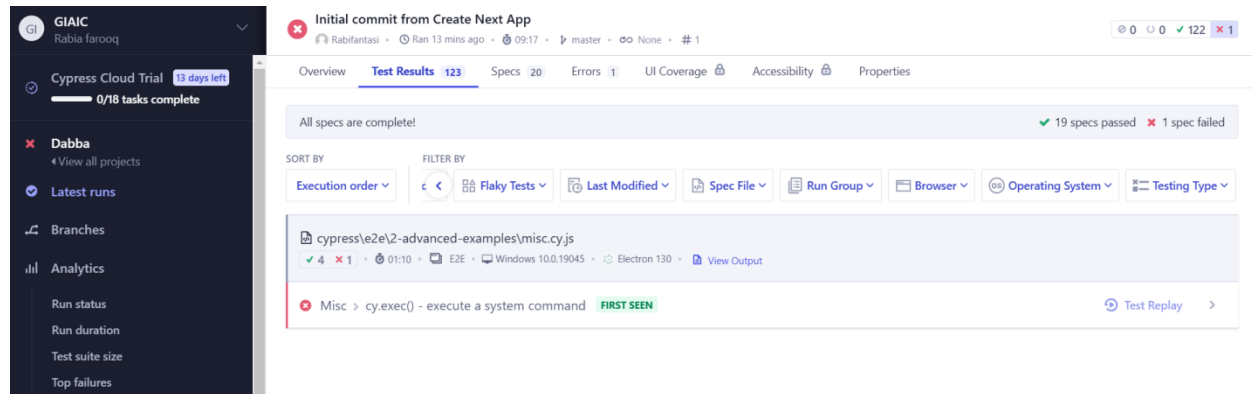 GI
GIAIC
Rabia farooq
Cypress Cloud Trial 13 days left
0/18 tasks complete
Dabba
View all projects
Latest runs
Branches
Analytics
Run status
Run duration
Test suite size
Top failures
Initial commit from Create Next App
Rabifantasi • Ran 13 mins ago • 09:17 • master • None • # 1
0 0 122 1
Overview Test Results 123 Specs 20 Errors 1 UI Coverage Accessibility Properties
All specs are complete! 19 specs passed 1 spec failed
SORT BY FILTER BY
Execution order Flaky Tests Last Modified Spec File Run Group Browser OS Operating System Testing Type
cypress\e2e\2-advanced-examples\misc.cy.js
4 1 • 01:10 • E2E • Windows 10.0.19045 • Electron 130 • View Output
Misc > cy.exec() - execute a system command FIRST SEEN Test Replay